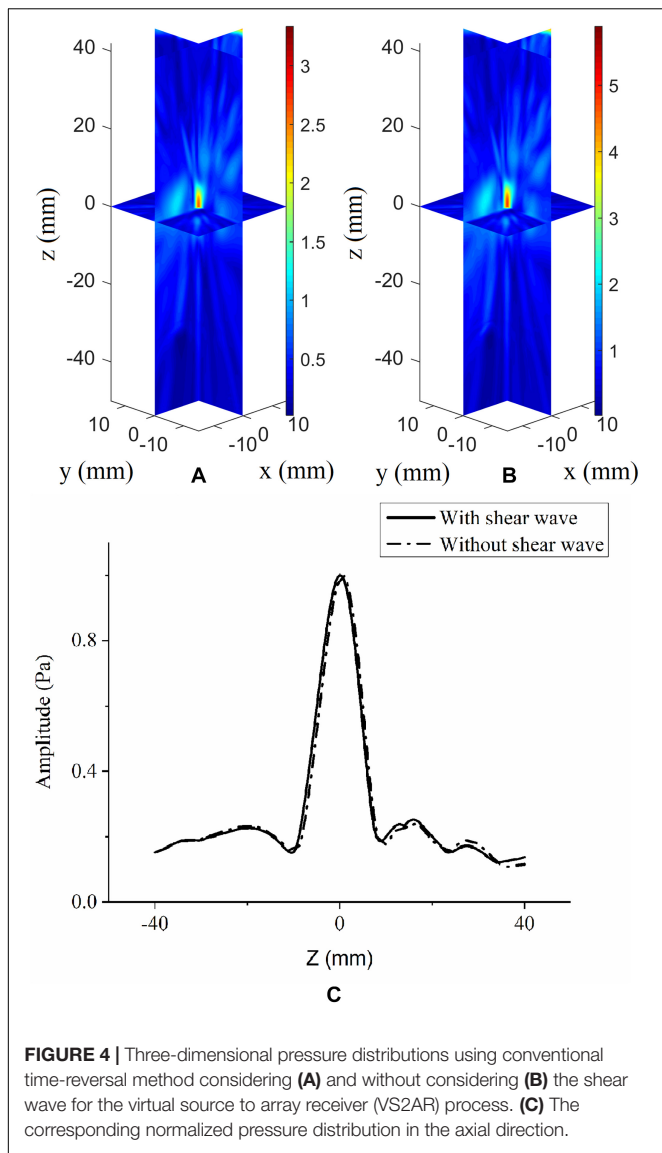 40
20
0
-20
-40
z (mm)
3
2.5
2
1.5
1
0.5
10
0
-10
y (mm)
A
10
0
-10
x (mm)
40
20
0
-20
-40
z (mm)
5
4
3
2
1
10
0
-10
y (mm)
B
10
0
-10
x (mm)
With shear wave
Without shear wave
0.8
0.4
0.0
Amplitude (Pa)
-40
0
40
Z (mm)
C
FIGURE 4 | Three-dimensional pressure distributions using conventional
time-reversal method considering (A) and without considering (B) the shear
wave for the virtual source to array receiver (VS2AR) process. (C) The
corresponding normalized pressure distribution in the axial direction.